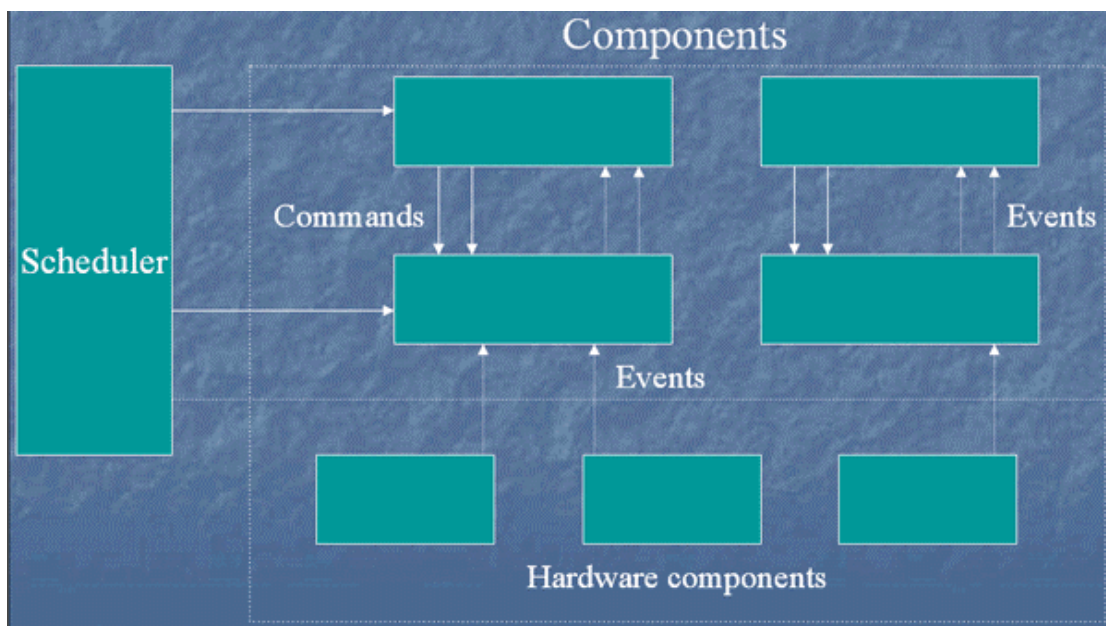 Components
Commands
Events
Scheduler
Events
Hardware components